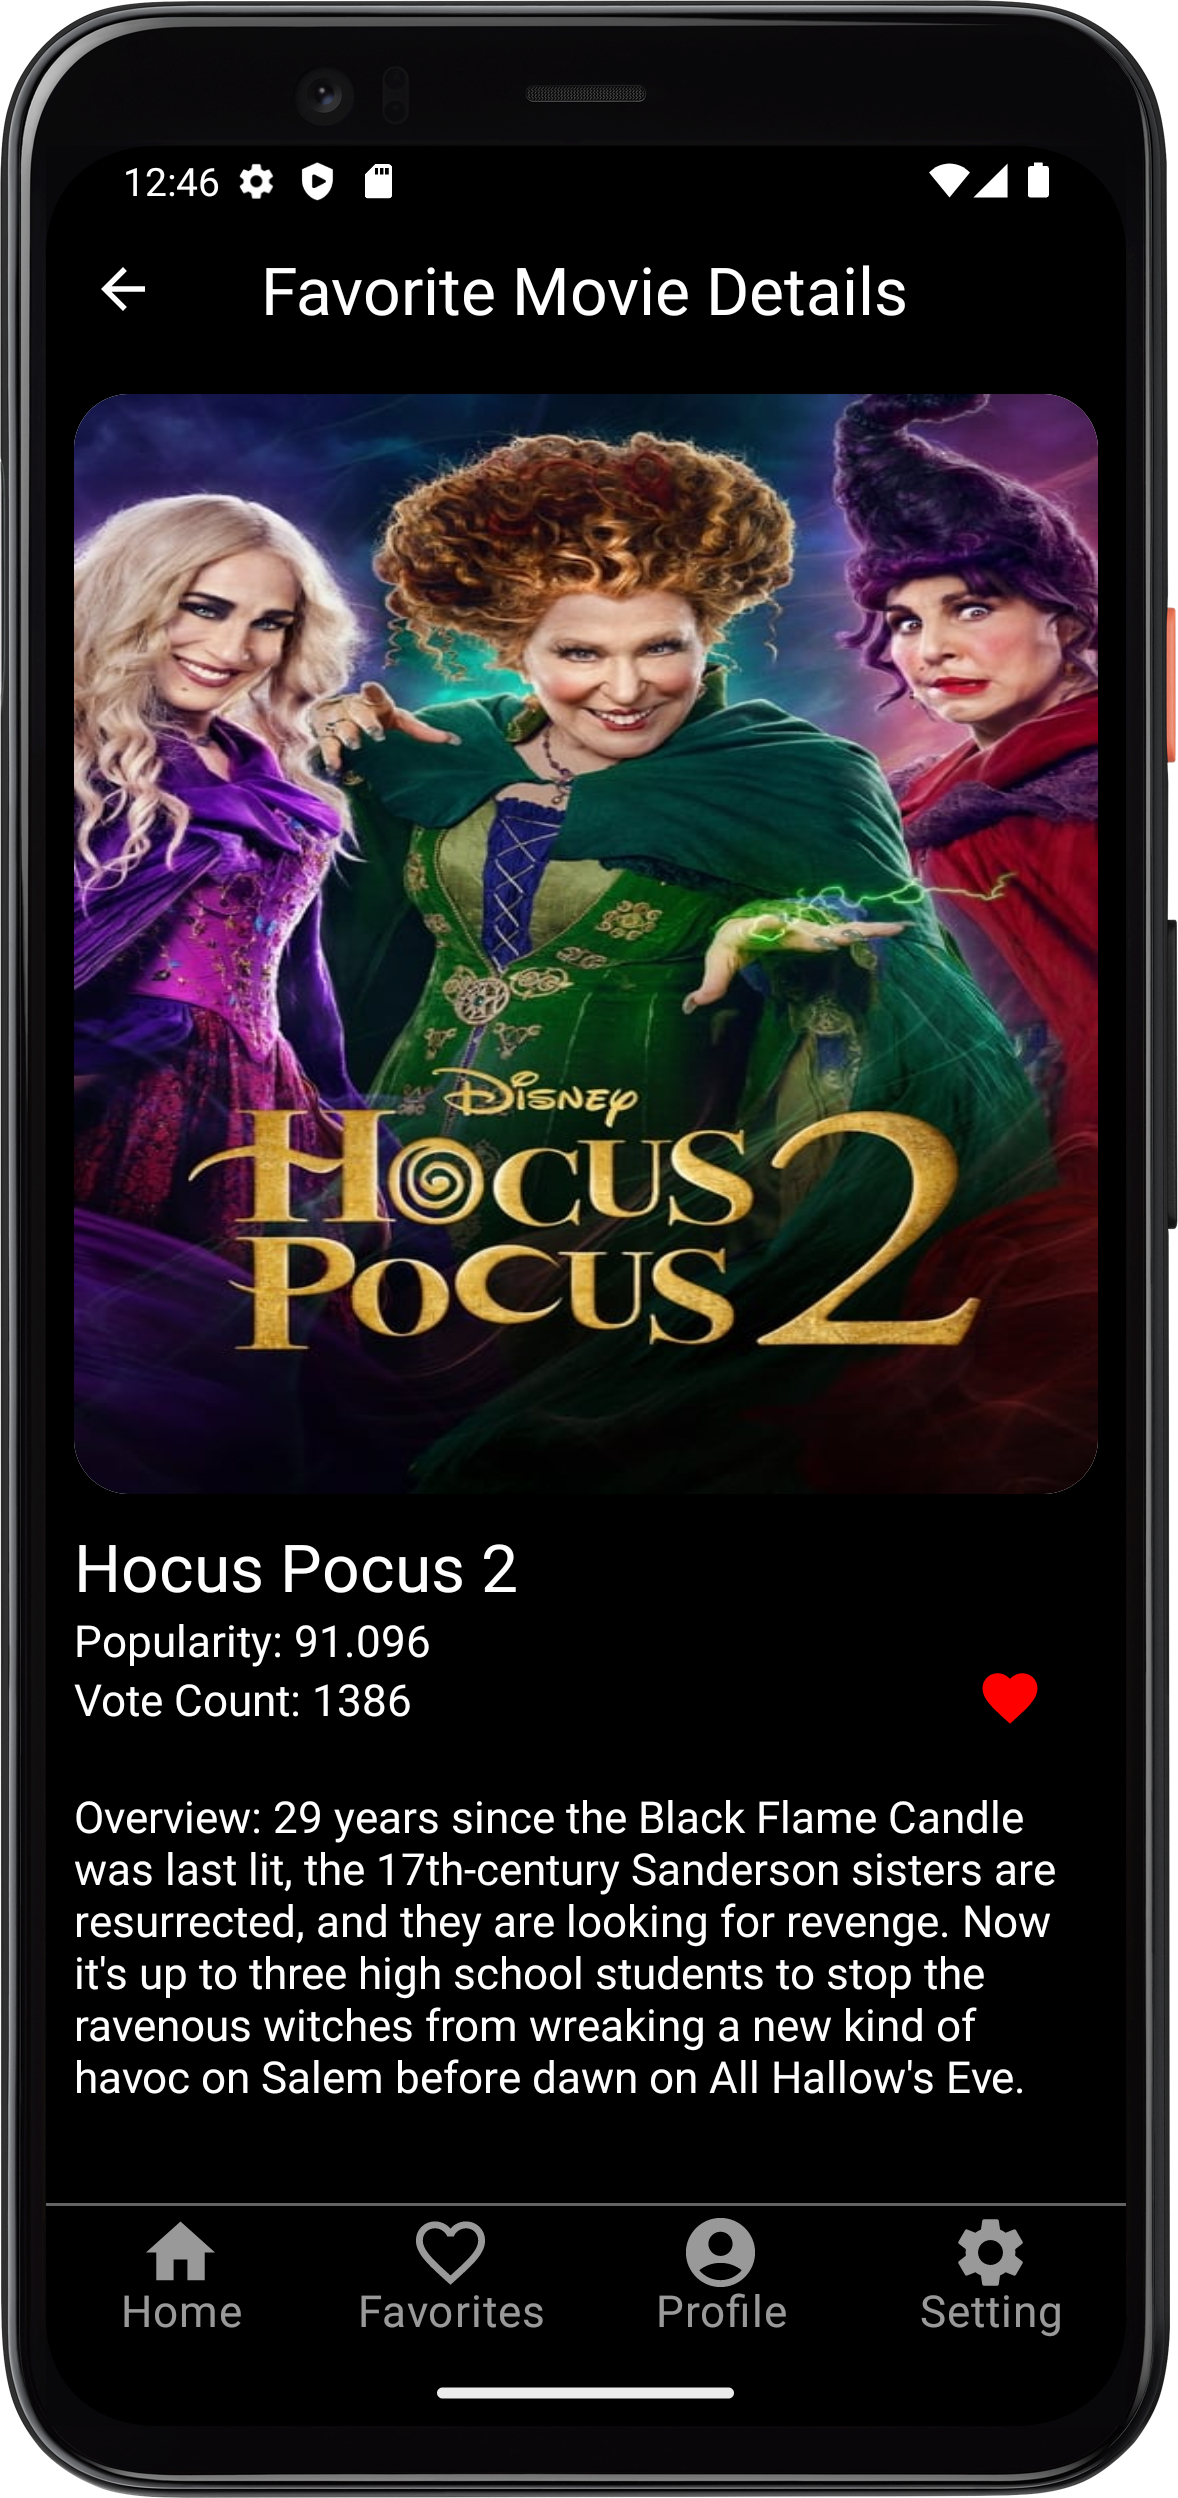 12:46
Favorite Movie Details
Disney
Hocus
Pocus 2
Hocus Pocus 2
Popularity: 91.096
Vote Count: 1386
Overview: 29 years since the Black Flame Candle
was last lit, the 17th-century Sanderson sisters are
resurrected, and they are looking for revenge. Now
it's up to three high school students to stop the
ravenous witches from wreaking a new kind of
havoc on Salem before dawn on All Hallow's Eve.
Home Favorites Profile Setting